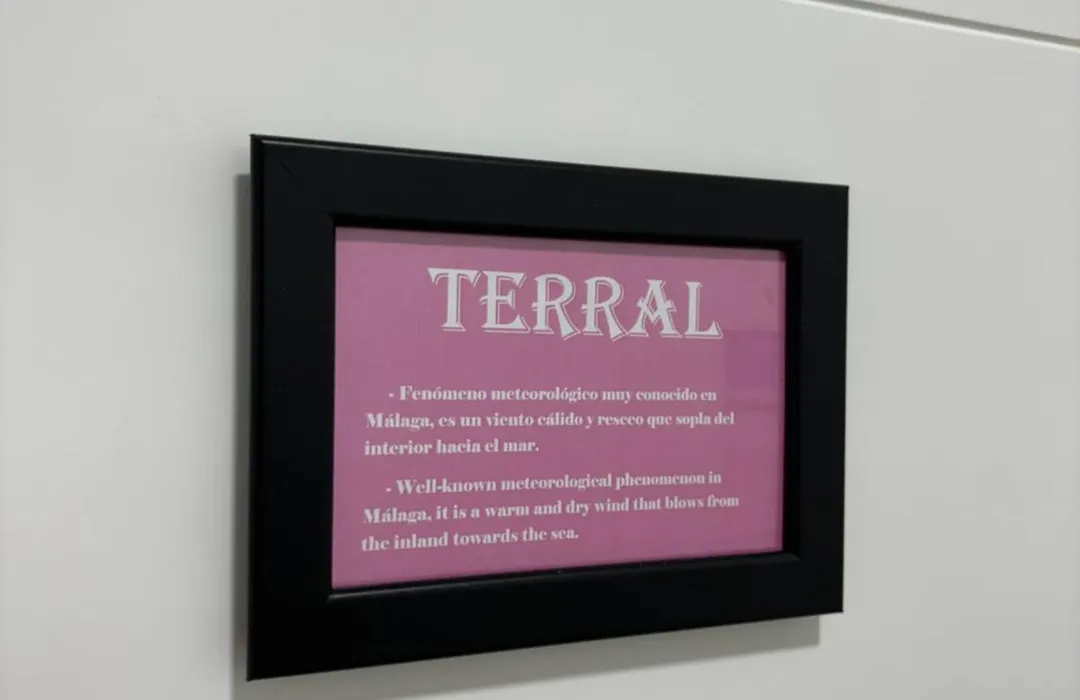 TERRAL
- Fenómeno meteorológico muy conocido en
Málaga, es un viento cálido y reseco que sopla del
interior hacia el mar.
- Well-known meteorological phenomenon in
Málaga, it is a warm and dry wind that blows from
the inland towards the sea.